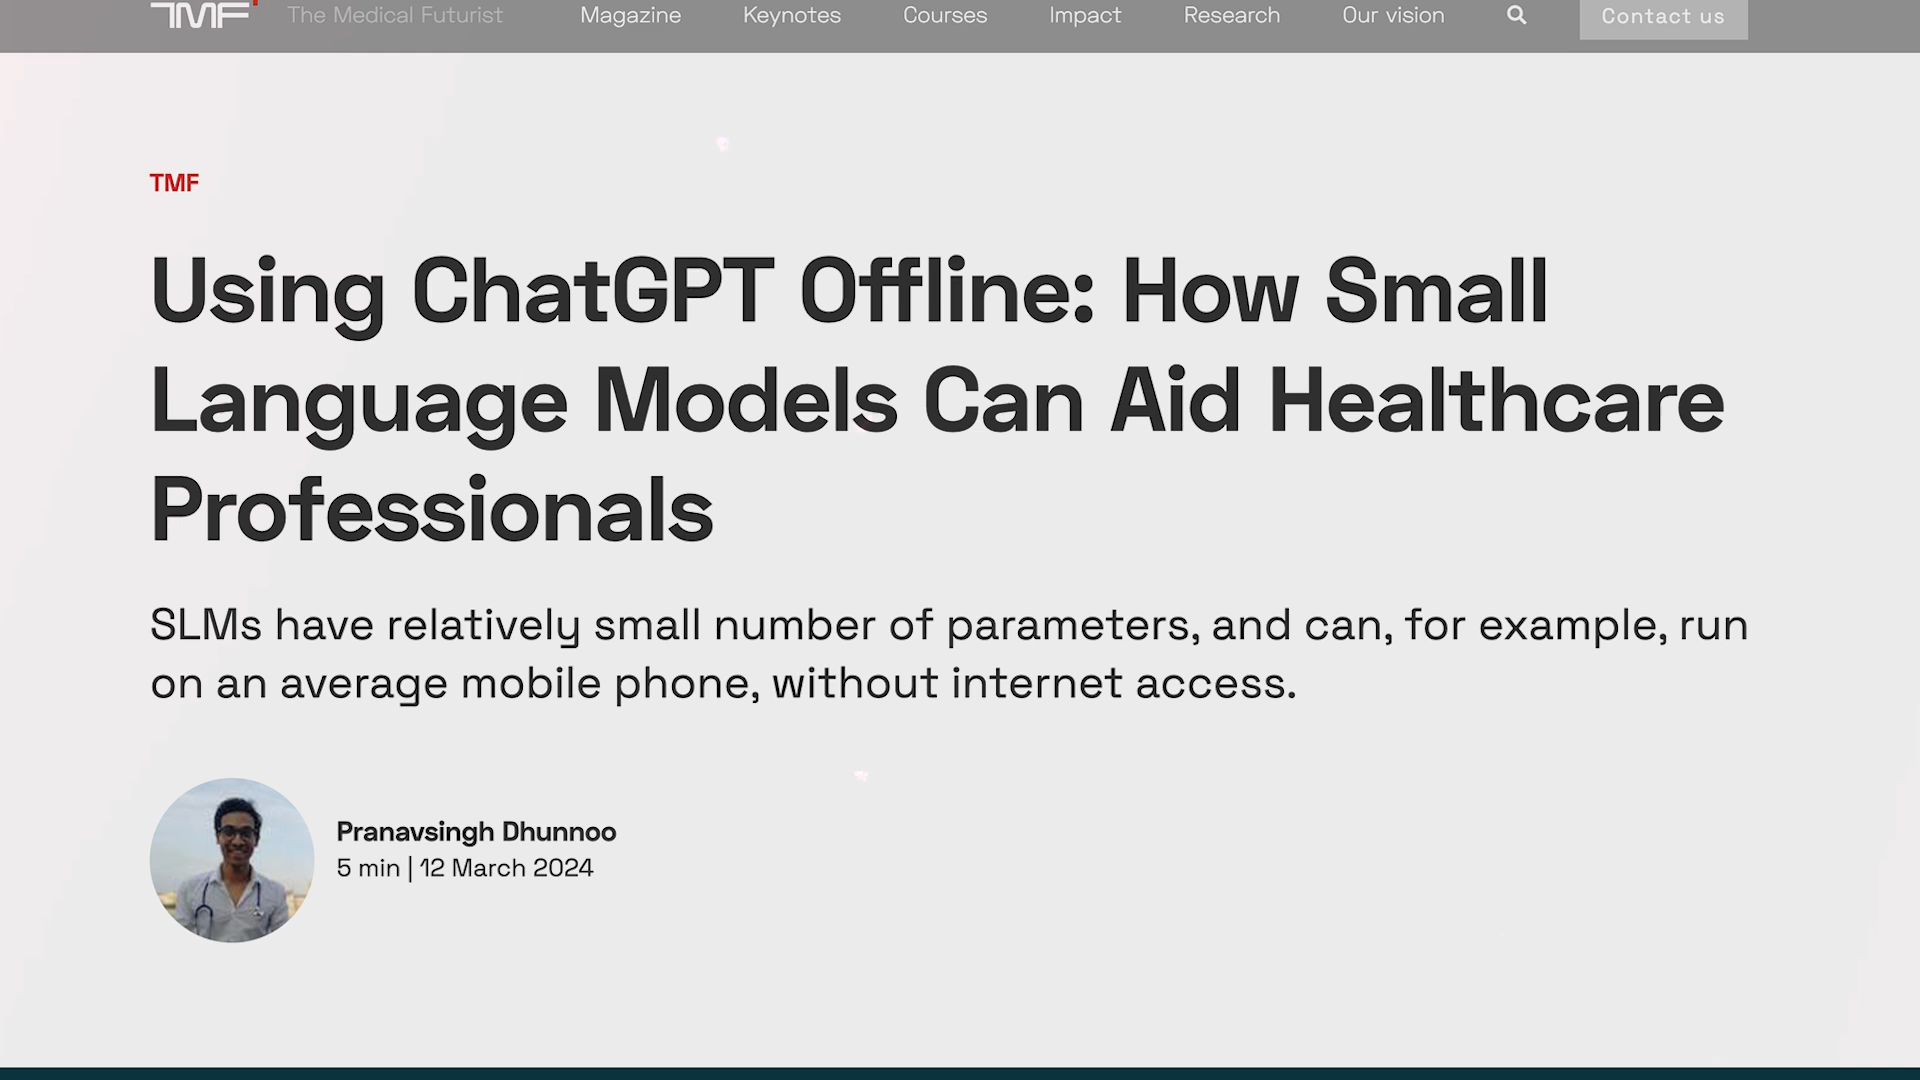 TMF The Medical Futurist Magazine Keynotes Courses Impact Research Our vision Contact us
TMF
Using ChatGPT Offline: How Small
Language Models Can Aid Healthcare
Professionals
SLMs have relatively small number of parameters, and can, for example, run
on an average mobile phone, without internet access.
Pranavsingh Dhunnoo
5 min | 12 March 2024